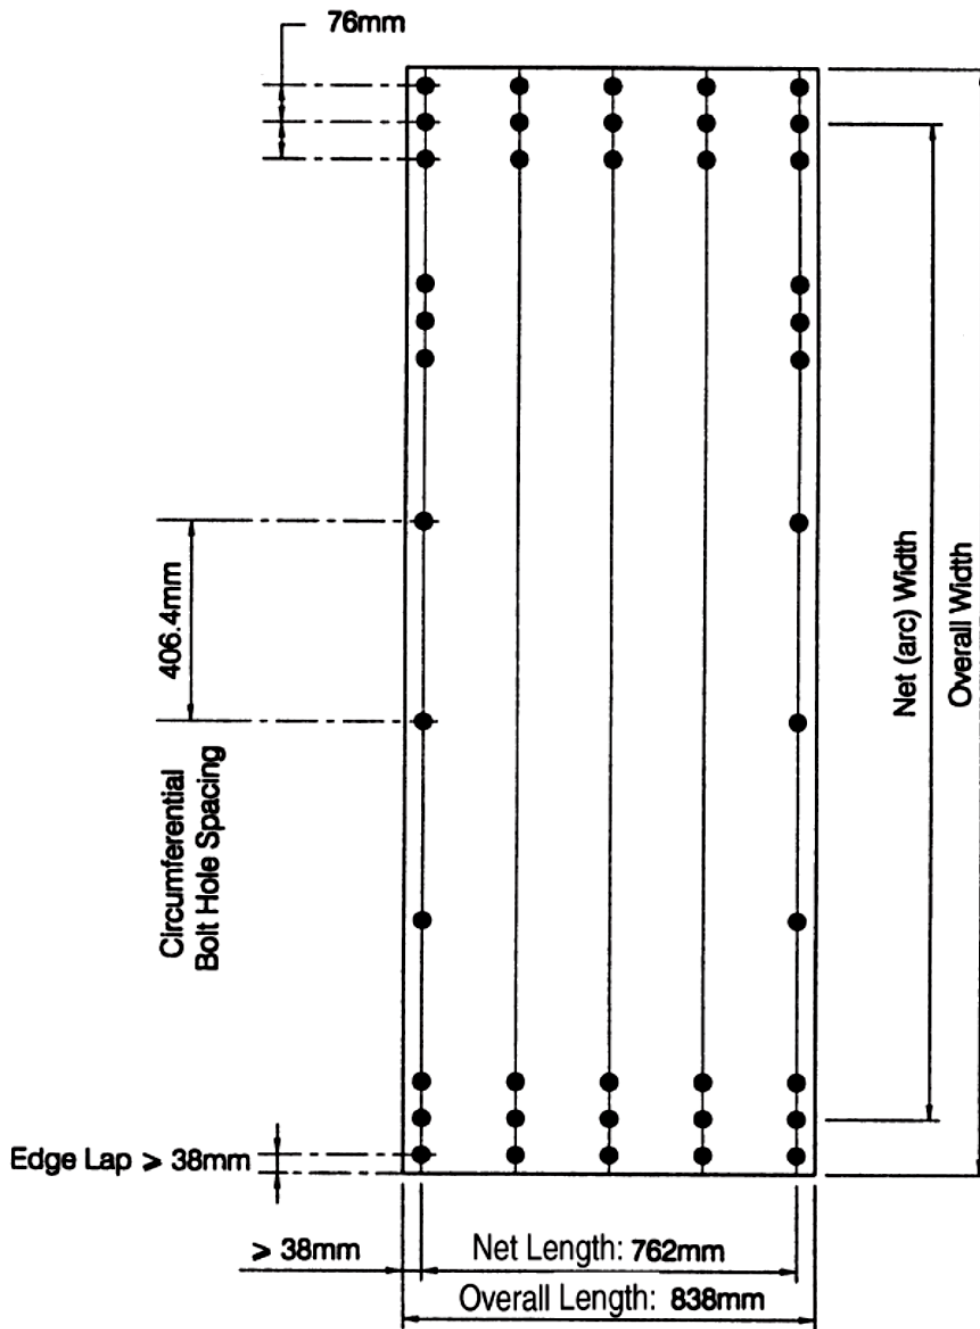 76mm
406.4mm
Circumferential
Bolt Hole Spacing
Net (arc) Width
Overall Width
Edge Lap ⩾ 38mm
⩾ 38mm
Net Length: 762mm
Overall Length: 838mm